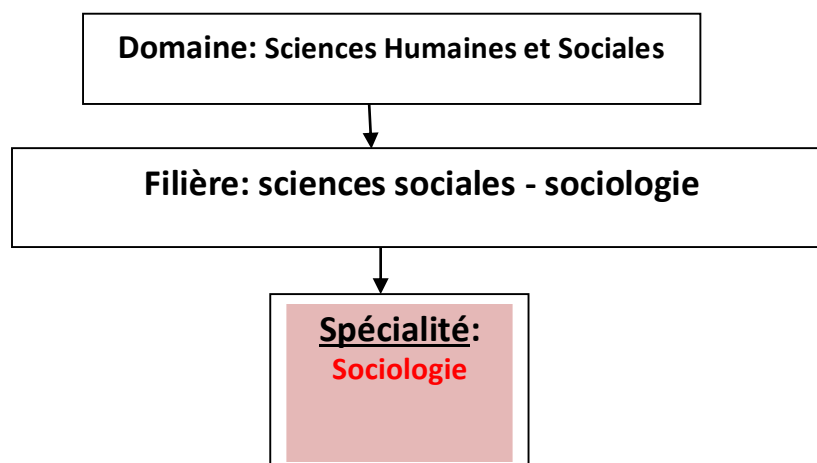 Domaine: Sciences Humaines et Sociales
Filière: sciences sociales - sociologie
Spécialité:
Sociologie